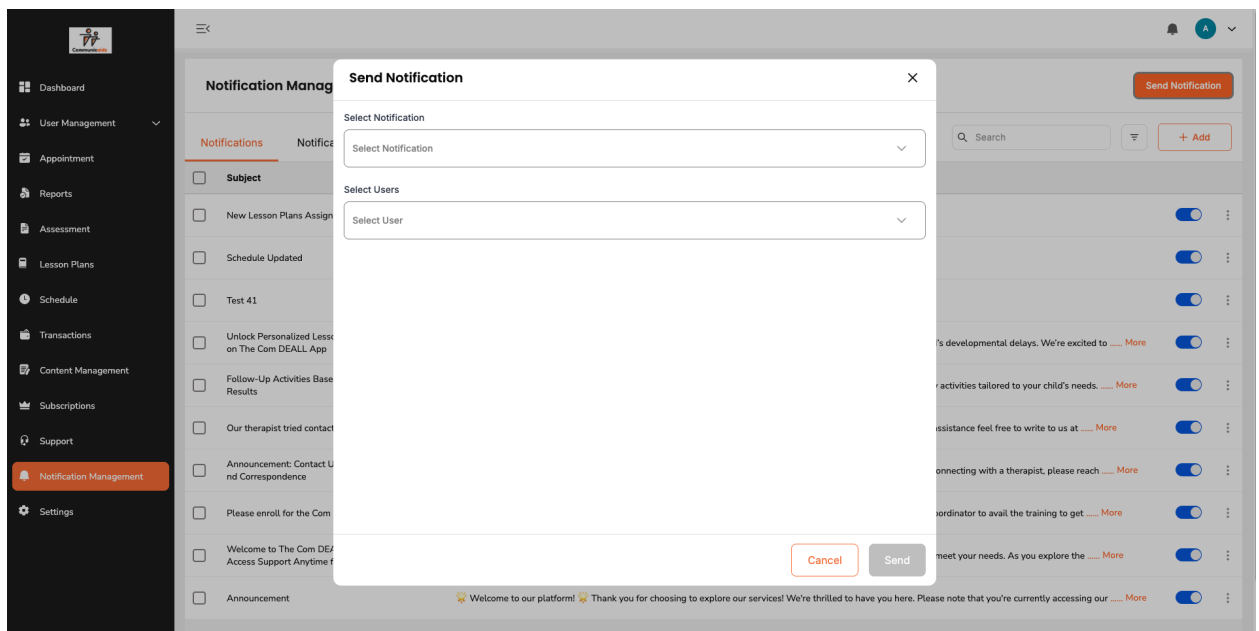 Communicaids
Dashboard
User Management
Appointment
Reports
Assessment
Lesson Plans
Schedule
Transactions
Content Management
Subscriptions
Support
Notification Management
Settings
A
Notification Manag
Send Notification
Notifications
Notifica
Search
+ Add
Subject
New Lesson Plans Assign
Schedule Updated
Test 41
Unlock Personalized Less
on The Com DEALL App
's developmental delays. We're excited to ...... More
Follow-Up Activities Base
Results
activities tailored to your child's needs. ...... More
Our therapist tried contact
assistance feel free to write to us at ...... More
Announcement: Contact U
nd Correspondence
onnecting with a therapist, please reach ...... More
Please enroll for the Com
ordinator to avail the training to get ...... More
Welcome to The Com DEA
Access Support Anytime f
meet your needs. As you explore the ...... More
Announcement
Welcome to our platform! Thank you for choosing to explore our services! We're thrilled to have you here. Please note that you're currently accessing our ...... More
Send Notification
Select Notification
Select Notification
Select Users
Select User
Cancel
Send